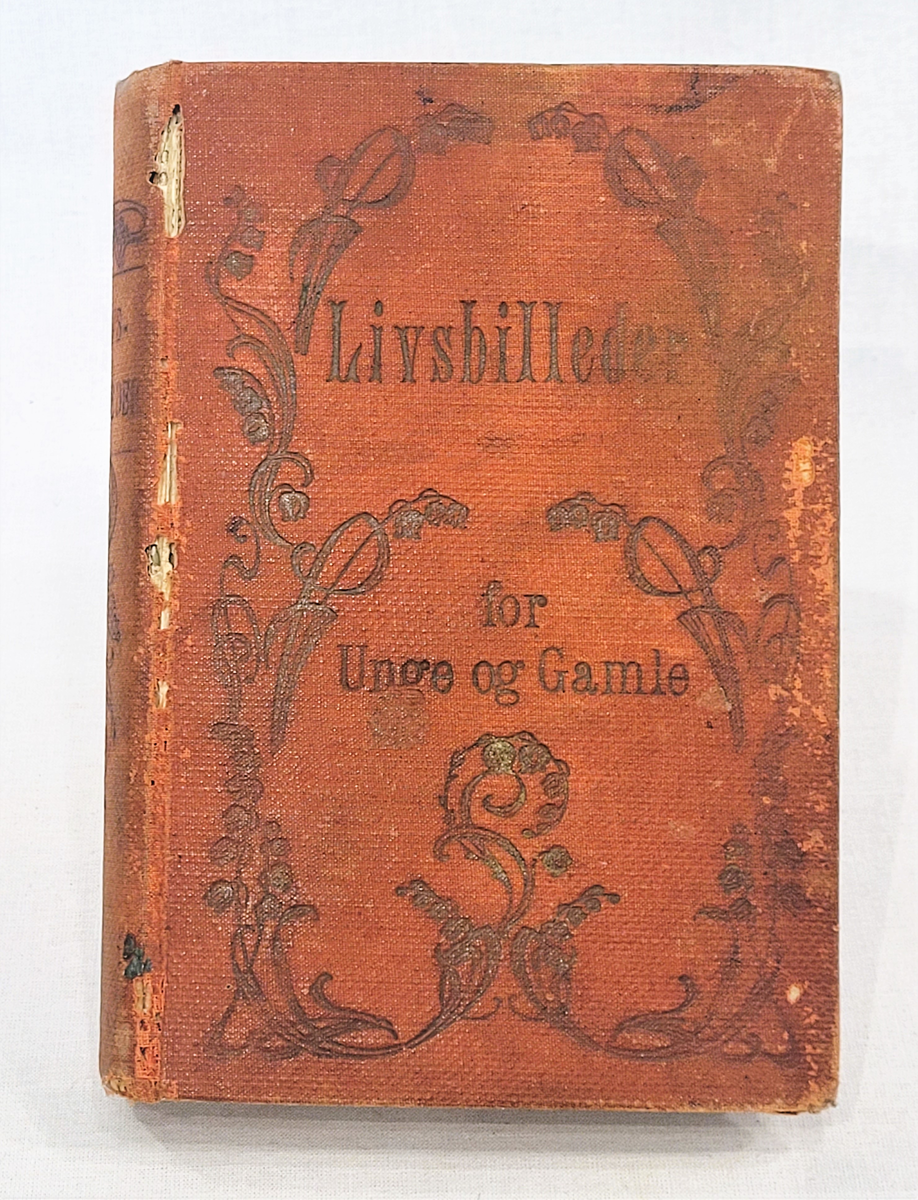 Livsbilleder
for
Unge og Gamle